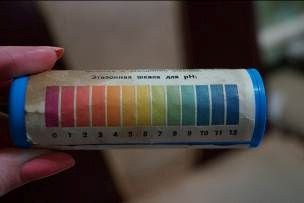 Эталонная шкала для pH:
0 1 2 3 4 5 6 7 8 9 10 11 12